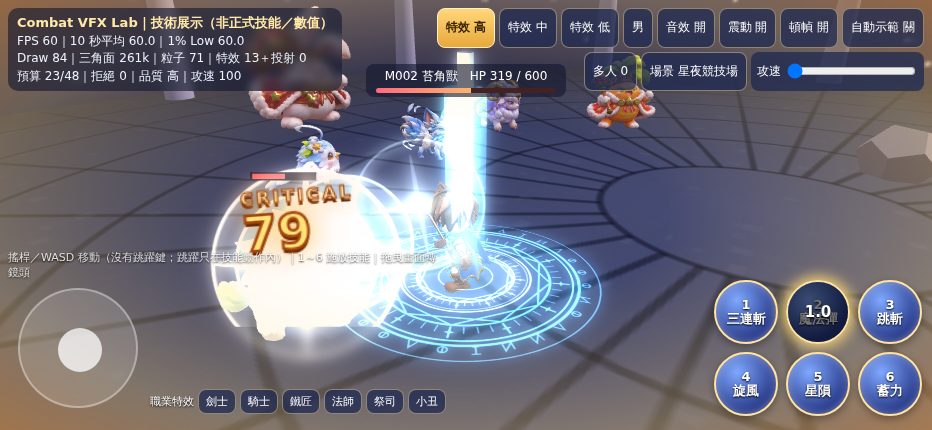 Combat VFX Lab｜技術展示（非正式技能／數值）
FPS 60｜10 秒平均 60.0｜1% Low 60.0
Draw 84｜三角面 261k｜粒子 71｜特效 13＋投射 0
預算 23/48｜拒絕 0｜品質 高｜攻速 100
特效 高
特效 中
特效 低
男
音效 開
震動 開
頓幀 開
自動示範 關
M002 苔角獸 HP 319 / 600
多人 0
場景 星夜競技場
攻速
CRITICAL
79
搖桿／WASD 移動（沒有跳躍鍵；跳躍只在技能動作內）｜1～6 施放技能｜拖曳畫面轉
鏡頭
1
三連斬
2
1.0
魔法彈
3
跳斬
4
旋風
5
星隕
6
蓄力
職業特效
劍士
騎士
鐵匠
法師
祭司
小丑